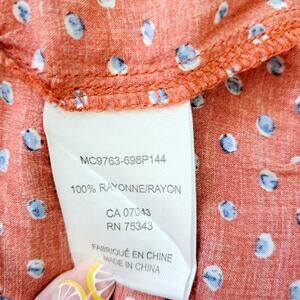 MC9763-698P144
100% RAYONNE/RAYON
CA 07043
RN 75343
FABRIQUÉ EN CHINE
MADE IN CHINA